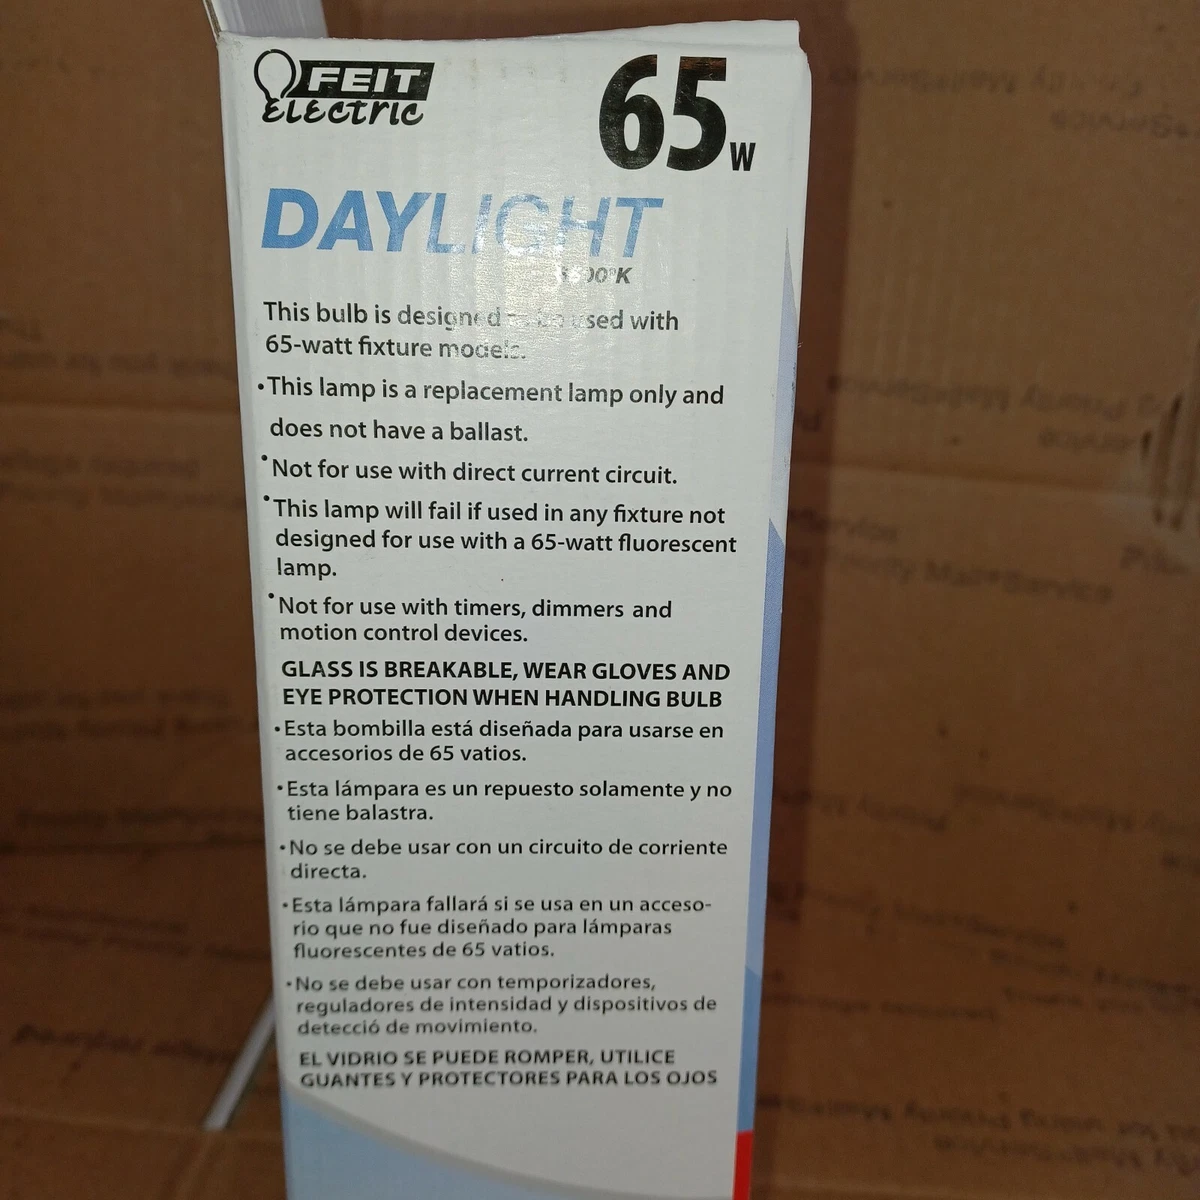 FEIT
Electric
65W
DAYLIGHT
°K
This bulb is designed used with
65-watt fixture models.
•This lamp is a replacement lamp only and
does not have a ballast.
•Not for use with direct current circuit.
•This lamp will fail if used in any fixture not
designed for use with a 65-watt fluorescent
lamp.
•Not for use with timers, dimmers and
motion control devices.
GLASS IS BREAKABLE, WEAR GLOVES AND
EYE PROTECTION WHEN HANDLING BULB
•Esta bombilla está diseñada para usarse en
accesorios de 65 vatios.
•Esta lámpara es un repuesto solamente y no
tiene balastra.
•No se debe usar con un circuito de corriente
directa.
•Esta lámpara fallará si se usa en un acceso-
rio que no fue diseñado para lámparas
fluorescentes de 65 vatios.
•No se debe usar con temporizadores,
reguladores de intensidad y dispositivos de
detecció de movimiento.
EL VIDRIO SE PUEDE ROMPER, UTILICE
GUANTES Y PROTECTORES PARA LOS OJOS